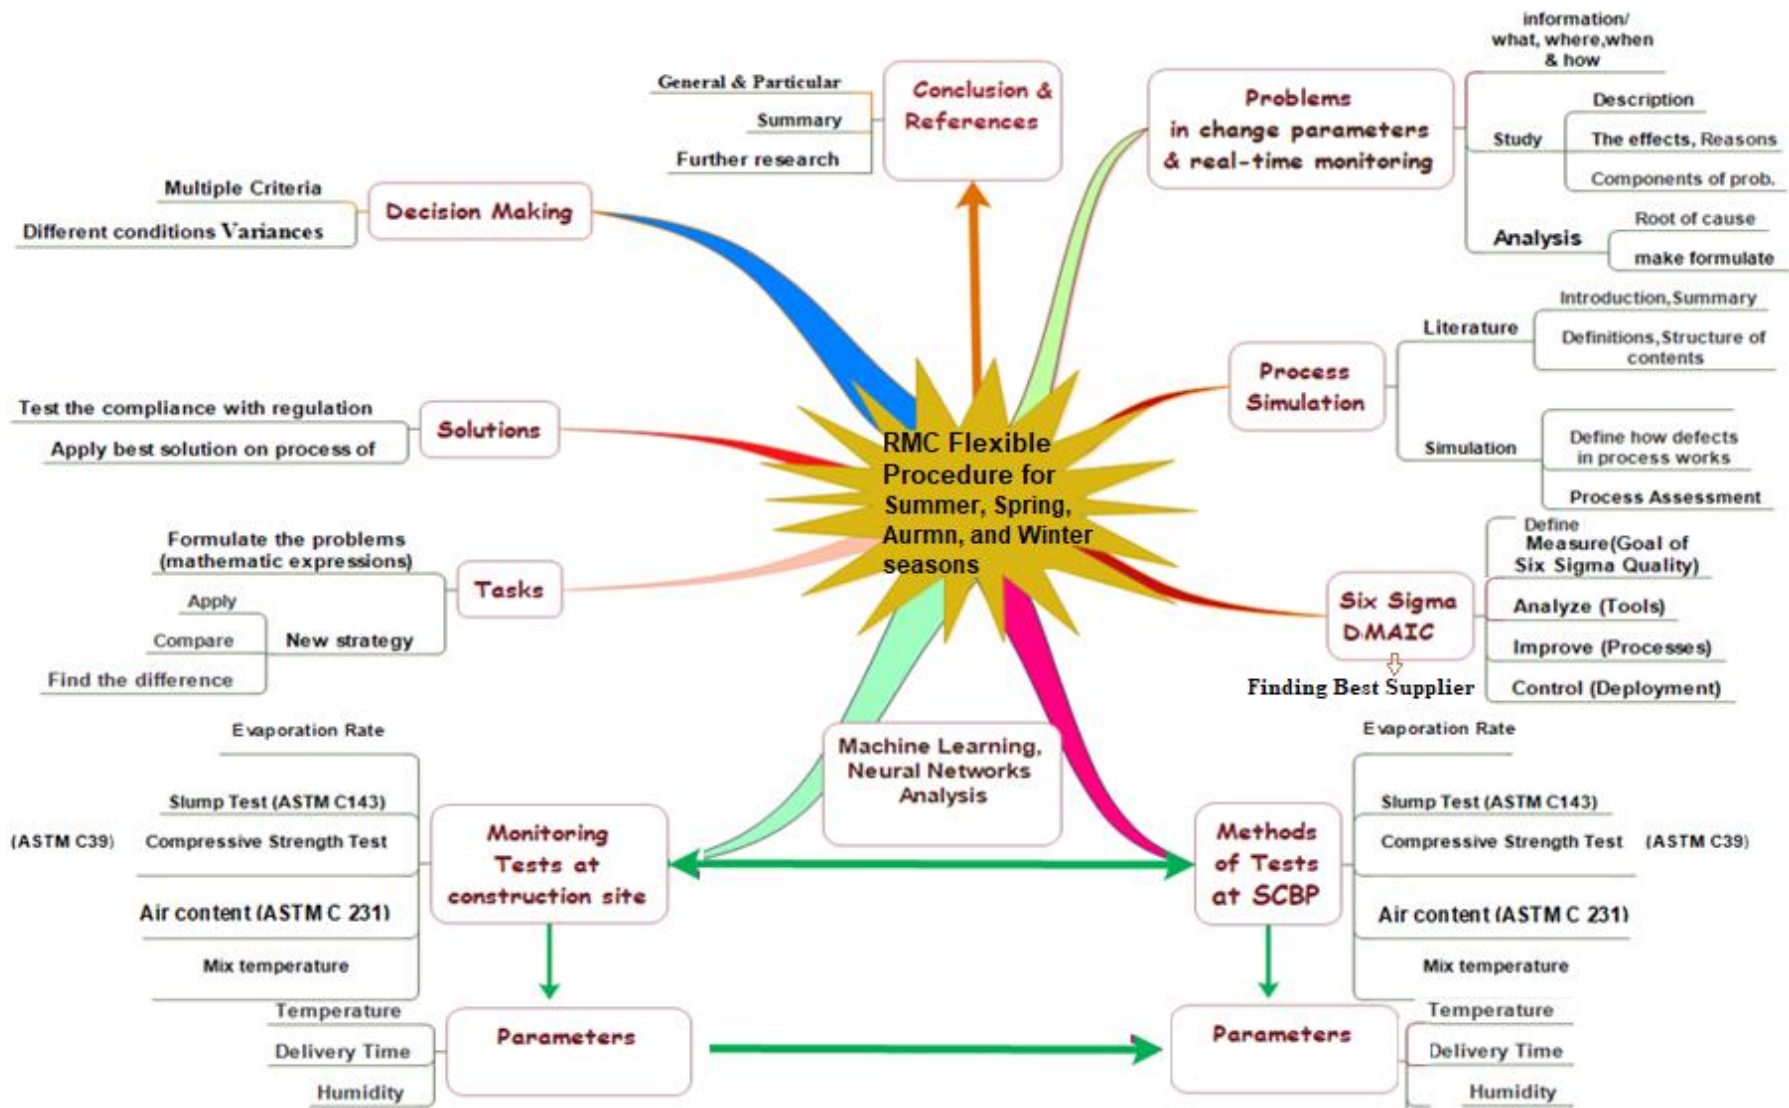 General & Particular
Summary
Further research
Conclusion &
References
Problems
in change parameters
& real-time monitoring
information/
what, where,when
& how
Study
Description
The effects, Reasons
Components of prob.
Analysis
Root of cause
make formulate
Multiple Criteria
Different conditions Variances
Decision Making
Process
Simulation
Literature
Introduction,Summary
Definitions,Structure of
contents
Simulation
Define how defects
in process works
Process Assessment
Test the compliance with regulation
Apply best solution on process of
Solutions
RMC Flexible
Procedure for
Summer, Spring,
Aurmn, and Winter
seasons
Formulate the problems
(mathematic expressions)
Tasks
Apply
Compare
Find the difference
New strategy
Six Sigma
DMAIC
Finding Best Supplier
Define
Measure(Goal of
Six Sigma Quality)
Analyze (Tools)
Improve (Processes)
Control (Deployment)
Machine Learning,
Neural Networks
Analysis
Evaporation Rate
Slump Test (ASTM C143)
(ASTM C39) Compressive Strength Test
Air content (ASTM C 231)
Mix temperature
Monitoring
Tests at
construction site
Methods
of Tests
at SCBP
Evaporation Rate
Slump Test (ASTM C143)
Compressive Strength Test (ASTM C39)
Air content (ASTM C 231)
Mix temperature
Temperature
Delivery Time
Humidity
Parameters
Parameters
Temperature
Delivery Time
Humidity